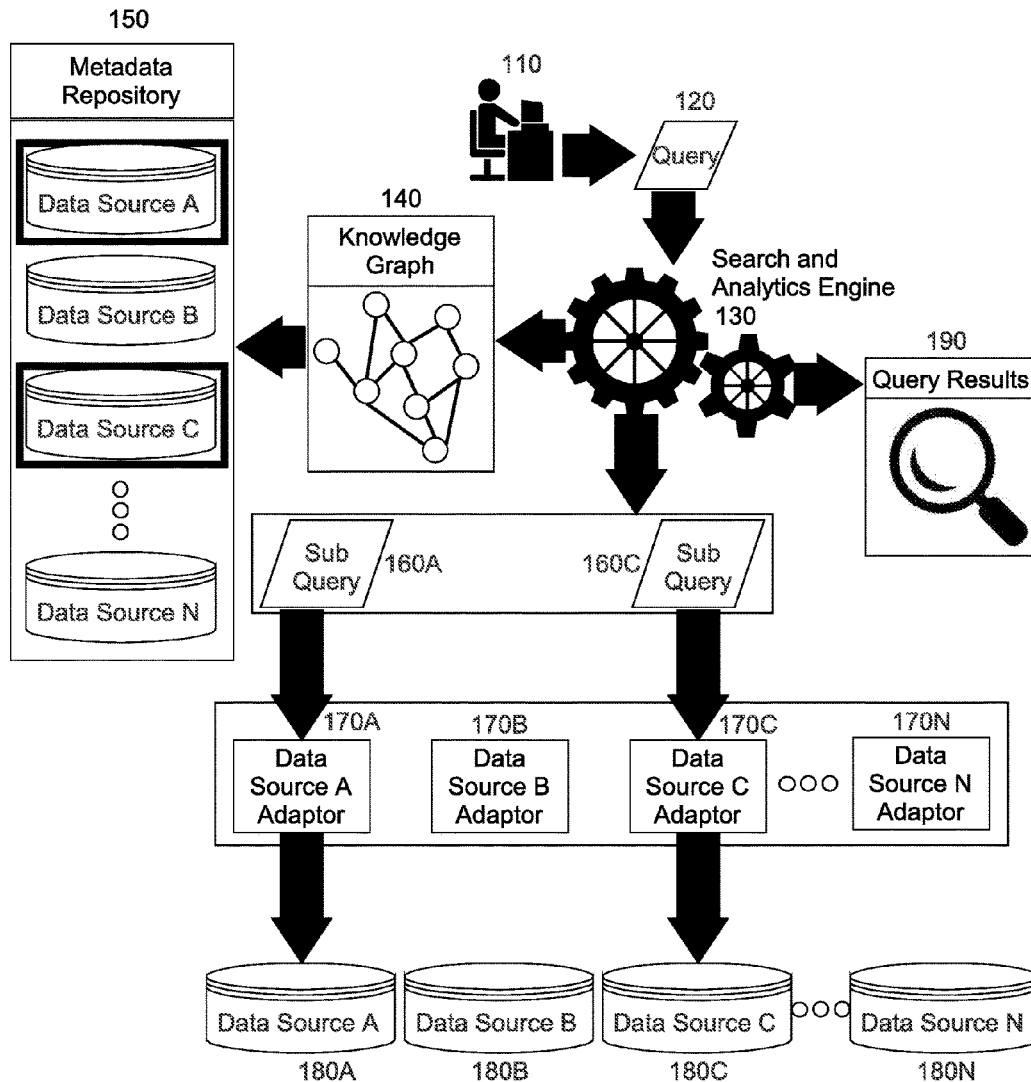 150
Metadata
Repository
Data Source A
Data Source B
Data Source C
Data Source N
110
120
Query
140
Knowledge
Graph
Search and
Analytics Engine
130
190
Query Results
Sub
Query
160A
160C
Sub
Query
170A
170B
170C
170N
Data
Source A
Adaptor
Data
Source B
Adaptor
Data
Source C
Adaptor
Data
Source N
Adaptor
Data Source A
Data Source B
Data Source C
Data Source N
180A
180B
180C
180N